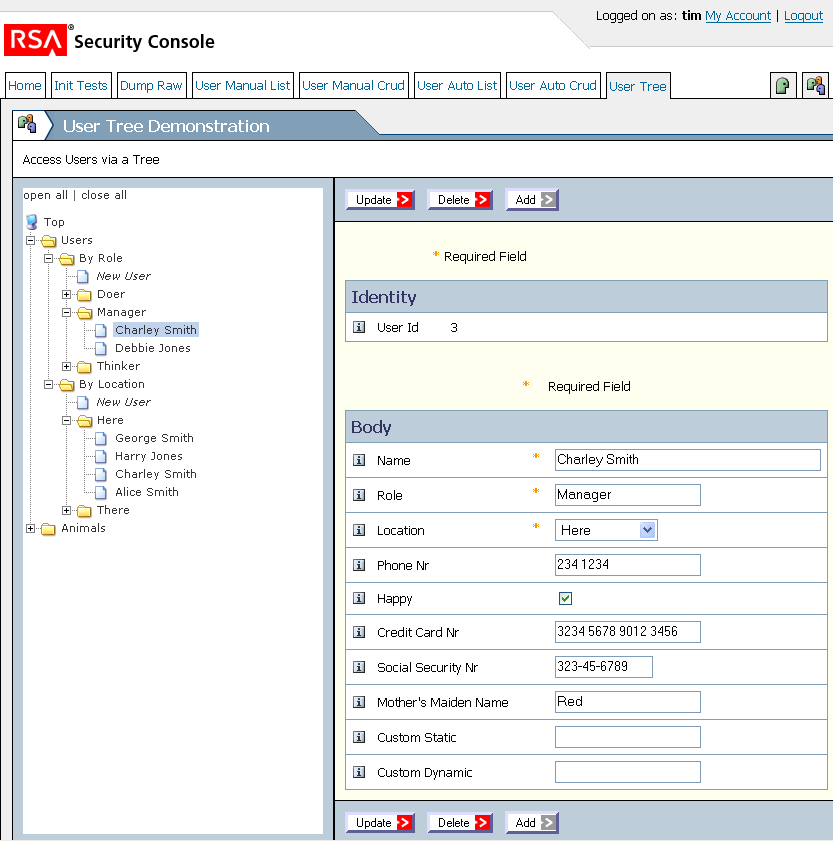 Logged on as: tim My Account | Logout
RSA® Security Console
Home Init Tests Dump Raw User Manual List User Manual Crud User Auto List User Auto Crud User Tree
User Tree Demonstration
Access Users via a Tree
open all | close all
Top
Users
By Role
New User
Doer
Manager
Charley Smith
Debbie Jones
Thinker
By Location
New User
Here
George Smith
Harry Jones
Charley Smith
Alice Smith
There
Animals
Update Delete Add
* Required Field
Identity
User Id 3
* Required Field
Body
Name * Charley Smith
Role * Manager
Location * Here
Phone Nr 234 1234
Happy
Credit Card Nr 3234 5678 9012 3456
Social Security Nr 323-45-6789
Mother's Maiden Name Red
Custom Static
Custom Dynamic
Update Delete Add